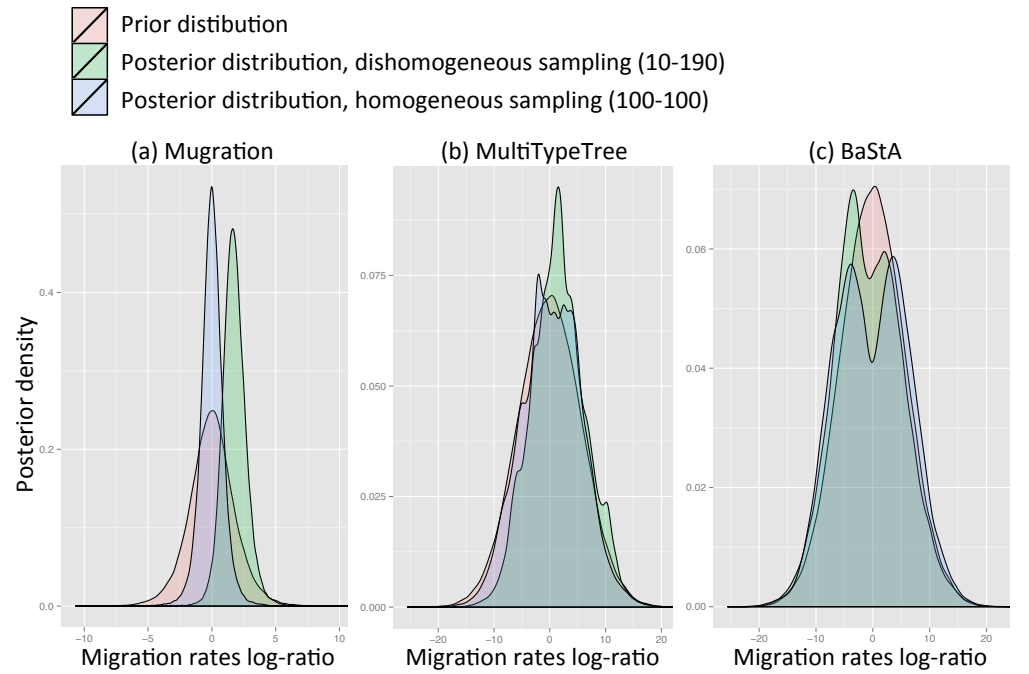 Prior distibution
Posterior distribution, dishomogeneous sampling (10-190)
Posterior distribution, homogeneous sampling (100-100)
(a) Mugration
(b) MultiTypeTree
(c) BaStA
Posterior density
0.4
0.2
0.0
−10
−5
0
5
10
Migration rates log-ratio
0.075
0.050
0.025
0.000
−20
−10
0
10
20
Migration rates log-ratio
0.06
0.04
0.02
0.00
−20
−10
0
10
20
Migration rates log-ratio